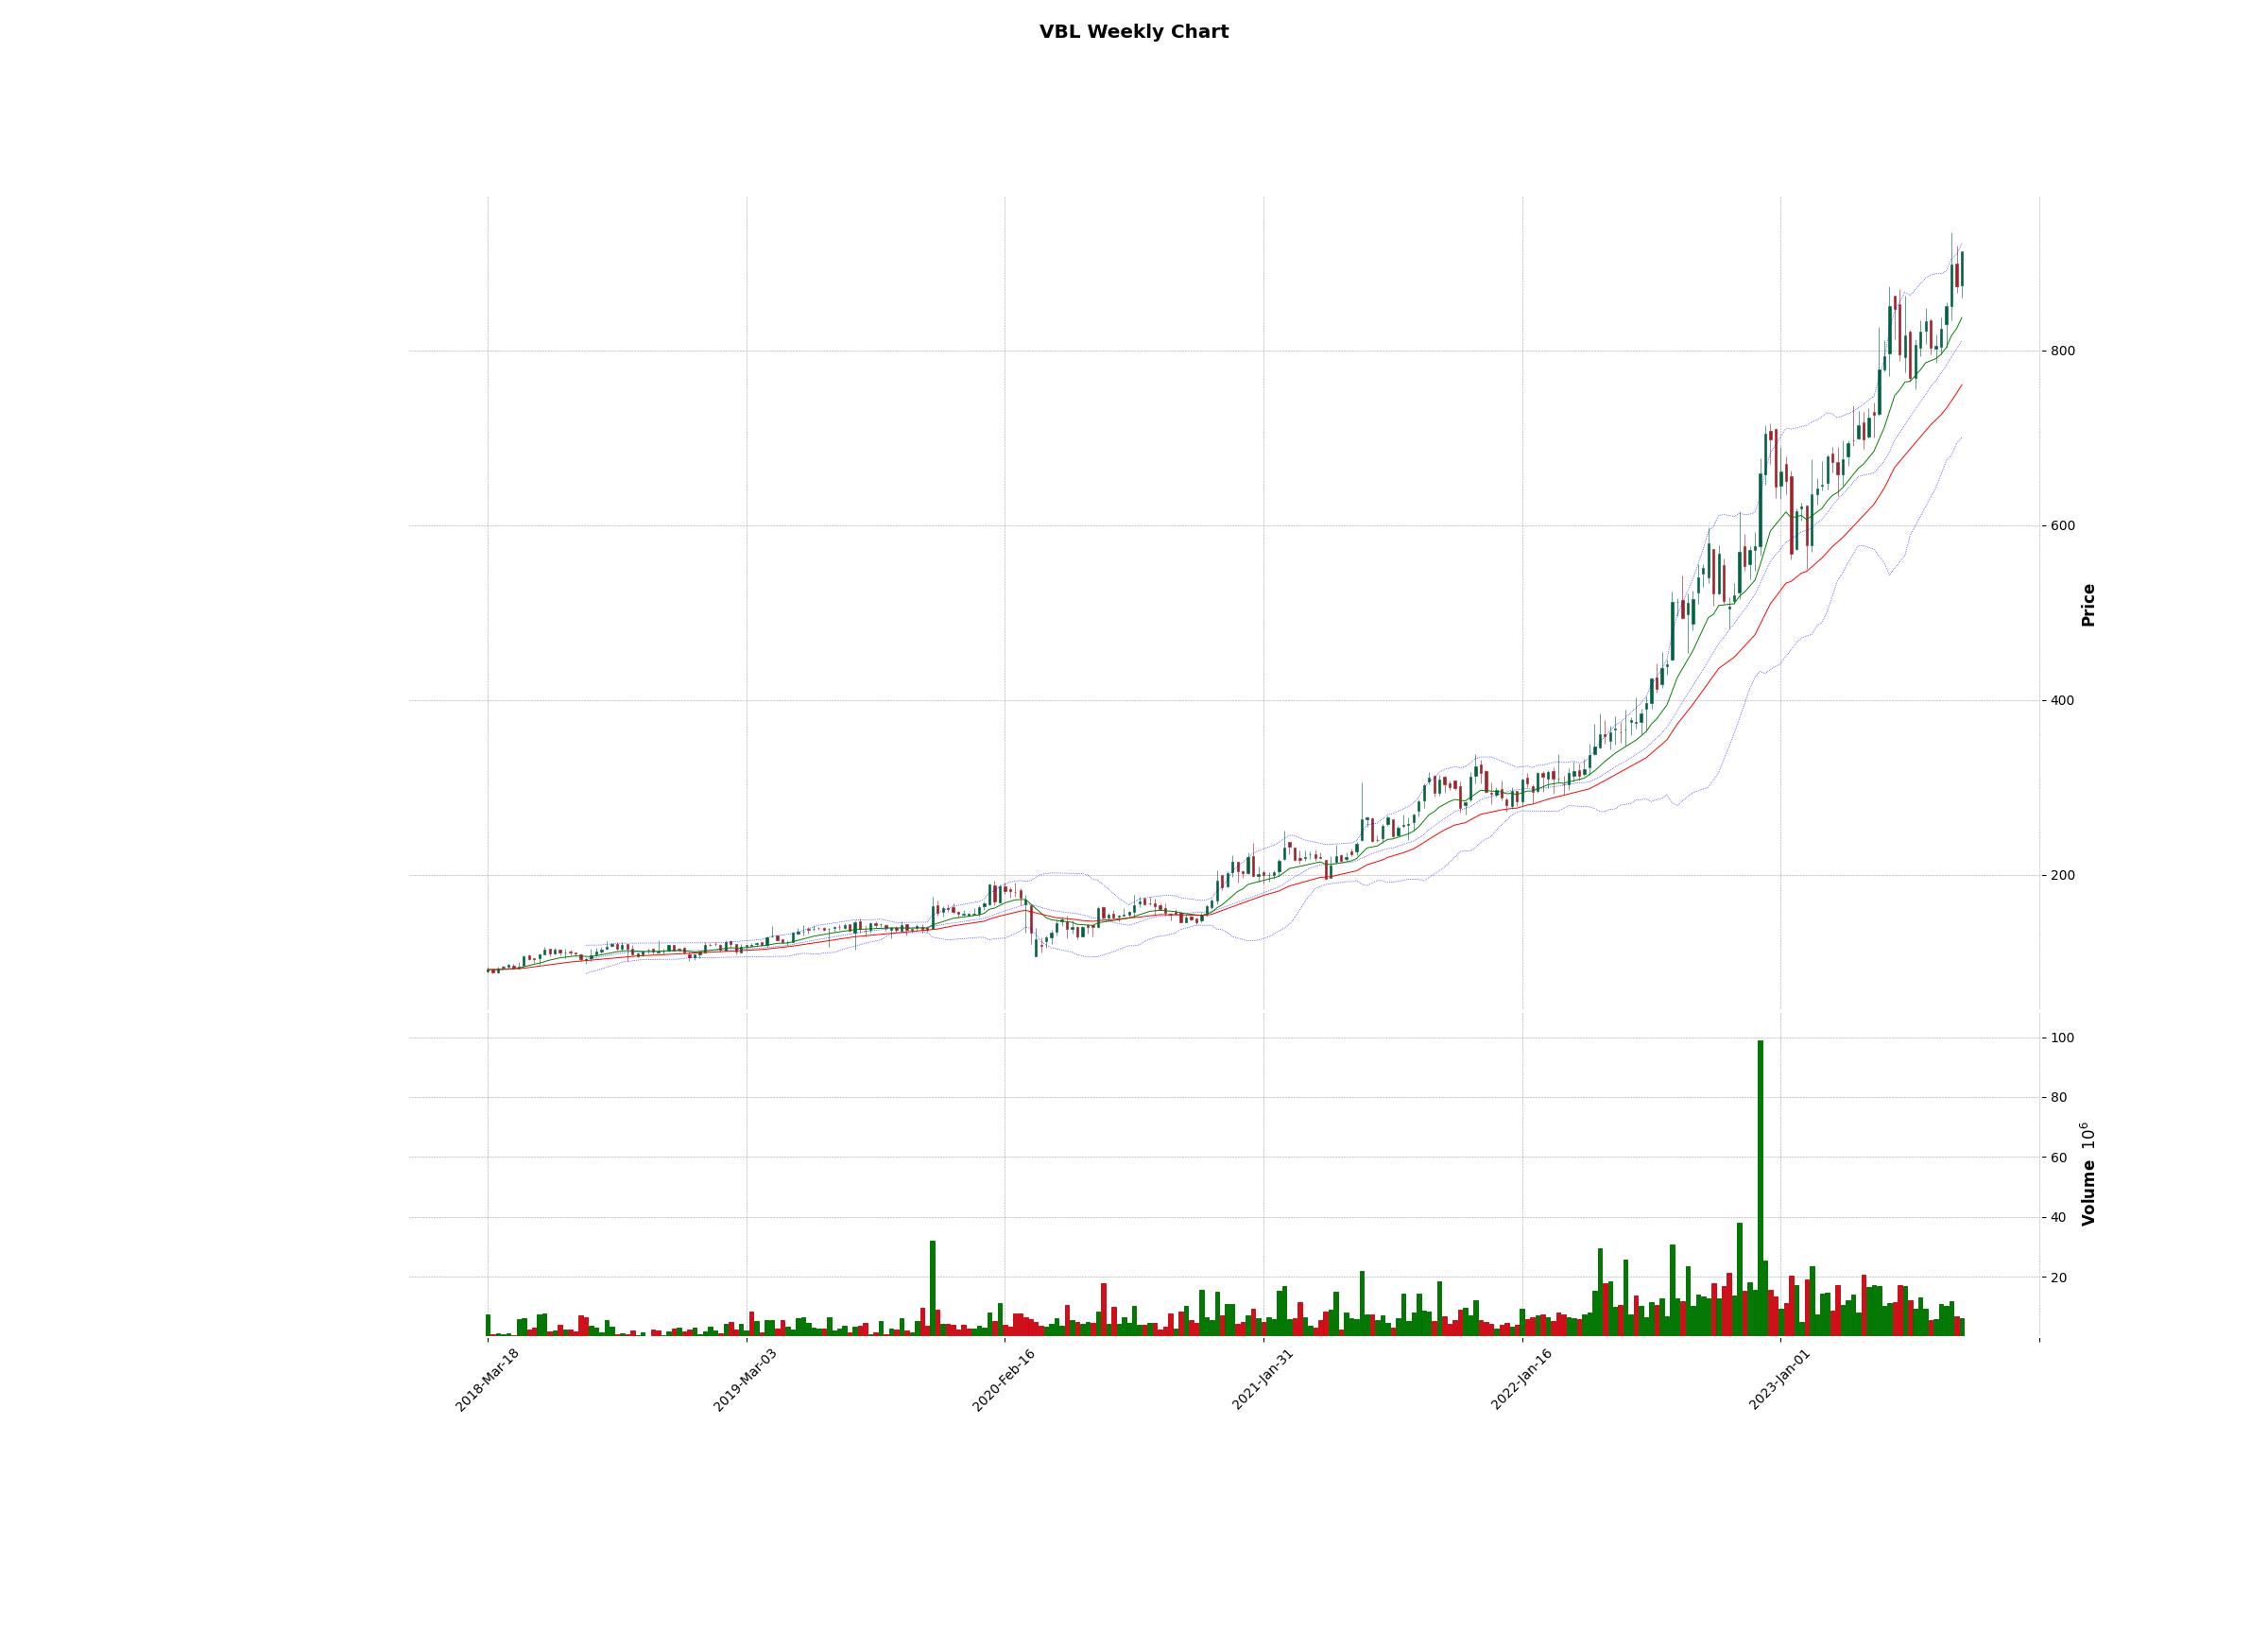 VBL Weekly Chart
800
600
400
200
Price
100
80
60
40
20
Volume 10^6
2018-Mar-18
2019-Mar-03
2020-Feb-16
2021-Jan-31
2022-Jan-16
2023-Jan-01